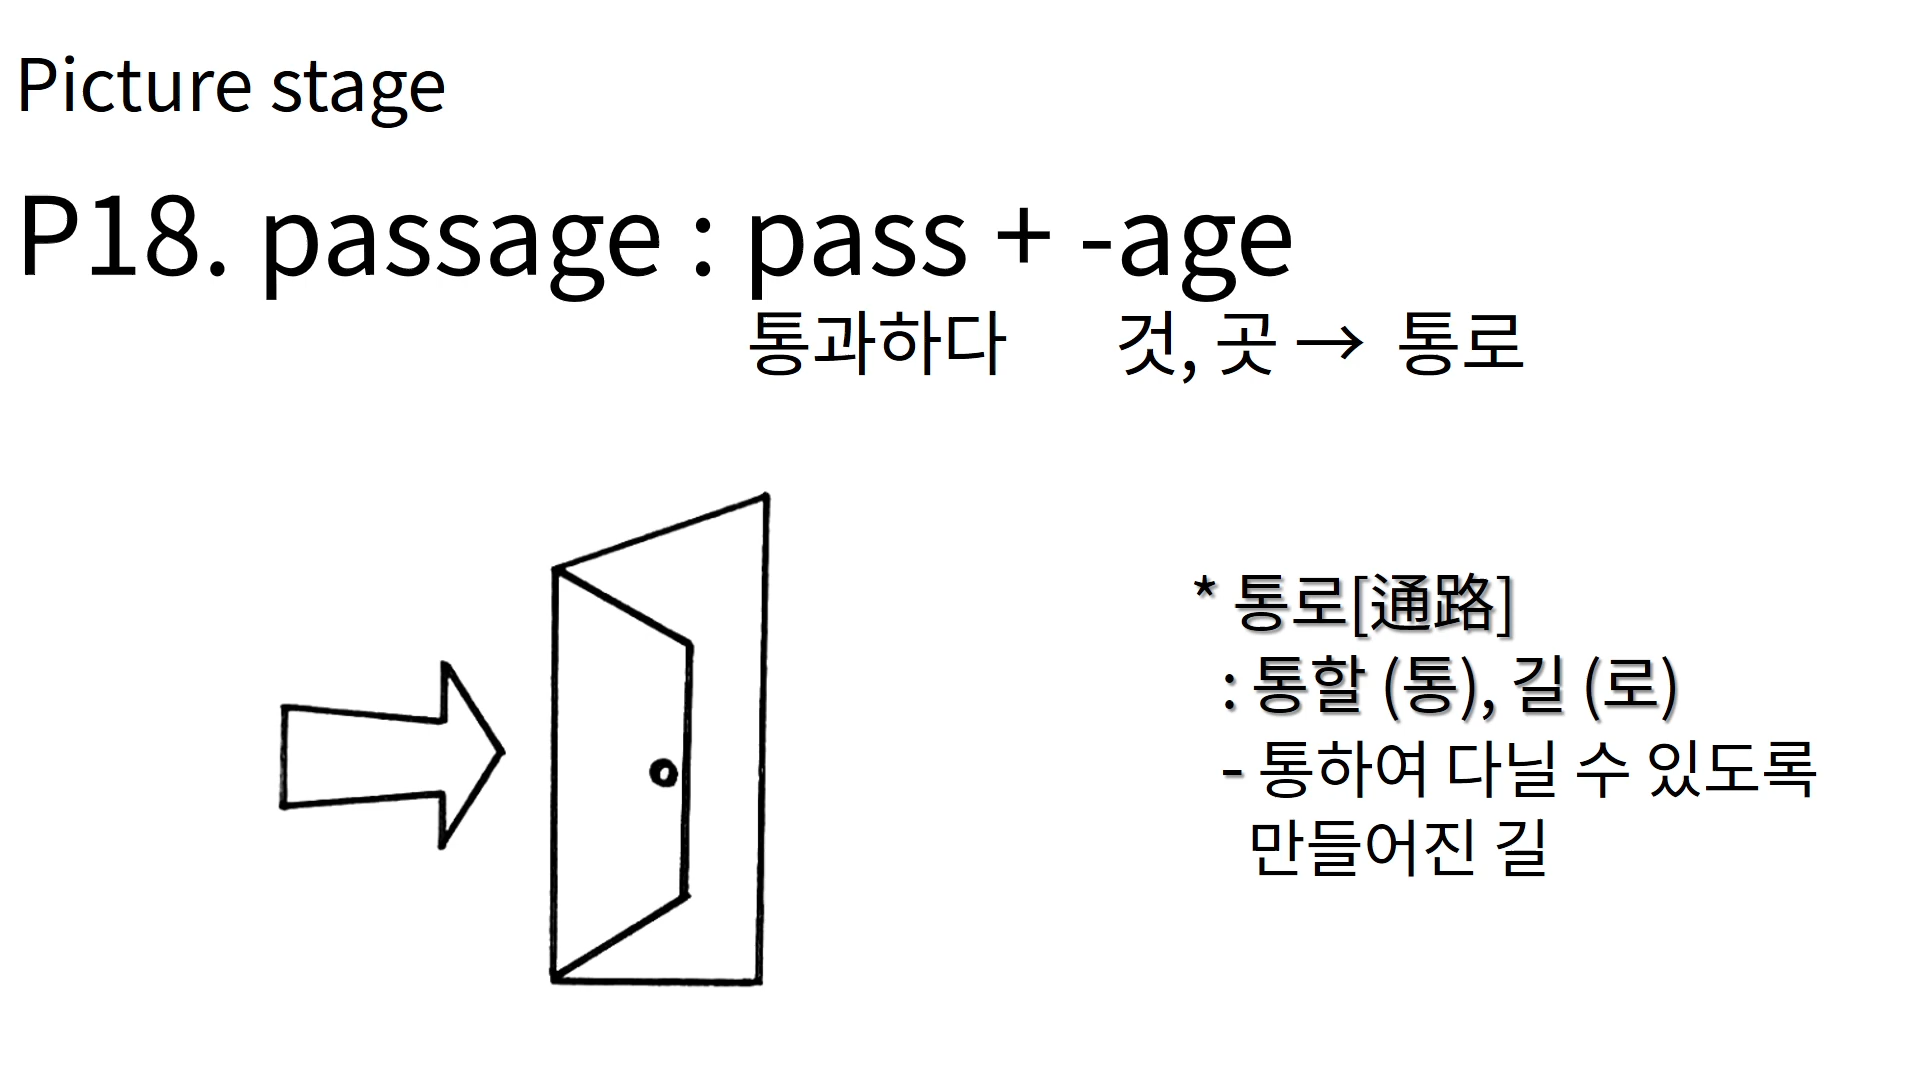 Picture stage
P18. passage : pass + -age
통과하다 것, 곳 → 통로
* 통로[通路]
: 통할 (통), 길 (로)
- 통하여 다닐 수 있도록
만들어진 길